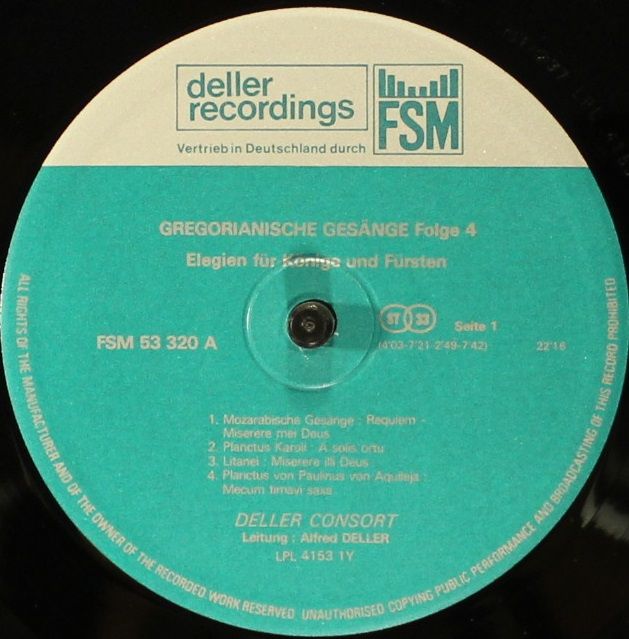 deller
recordings
FSM
Vertrieb in Deutschland durch
GREGORIANISCHE GESÄNGE Folge 4
Elegien für Könige und Fürsten
FSM 53 320 A
ST 33
Seite 1
(4'03-7'21-2'49-7'42)
22'16
1. Mozarabische Gesänge : Requiem -
Miserere mei Deus
2. Planctus Karoli : A solis ortu
3. Litanei : Miserere illi Deus
4. Planctus von Paulinus von Aquileja :
Mecum timavi saxa
DELLER CONSORT
Leitung : Alfred DELLER
LPL 4153 1Y
ALL RIGHTS OF THE MANUFACTURER AND OF THE OWNER OF THE RECORDED WORK RESERVED UNAUTHORISED COPYING PUBLIC PERFORMANCE AND BROADCASTING OF THIS RECORD PROHIBITED